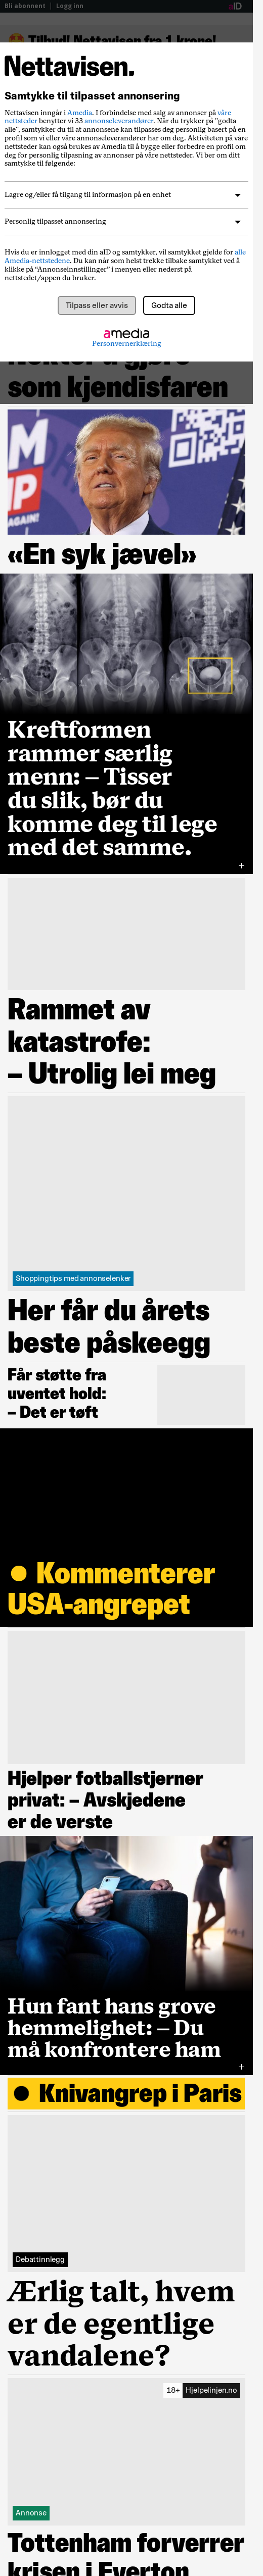 Bli abonnent | Logg inn
aID
Tilbud! Nettavisen fra 1 krone!
Nettavisen.
Samtykke til tilpasset annonsering
Nettavisen inngår i Amedia. I forbindelse med salg av annonser på våre
nettsteder benytter vi 33 annonseleverandører. Når du trykker på "godta
alle", samtykker du til at annonsene kan tilpasses deg personlig basert på en
profil som vi eller våre annonseleverandører har om deg. Aktiviteten på våre
nettsteder kan også brukes av Amedia til å bygge eller forbedre en profil om
deg for personlig tilpasning av annonser på våre nettsteder. Vi ber om ditt
samtykke til følgende:
Lagre og/eller få tilgang til informasjon på en enhet
Personlig tilpasset annonsering
Hvis du er innlogget med din aID og samtykker, vil samtykket gjelde for alle
Amedia-nettstedene. Du kan når som helst trekke tilbake samtykket ved å
klikke på “Annonseinnstillinger” i menyen eller nederst på
nettstedet/appen du bruker.
Tilpass eller avvis
Godta alle
amedia
Personvernerklæring
som kjendisfaren
«En syk jævel»
Kreftformen
rammer særlig
menn: – Tisser
du slik, bør du
komme deg til lege
med det samme.
Rammet av
katastrofe:
– Utrolig lei meg
Shoppingtips med annonselenker
Her får du årets
beste påskeegg
Får støtte fra
uventet hold:
– Det er tøft
● Kommenterer
USA-angrepet
Hjelper fotballstjerner
privat: – Avskjedene
er de verste
Hun fant hans grove
hemmelighet: – Du
må konfrontere ham
● Knivangrep i Paris
Debattinnlegg
Ærlig talt, hvem
er de egentlige
vandalene?
18+ Hjelpelinjen.no
Annonse
Tottenham forverrer
krisen i Everton